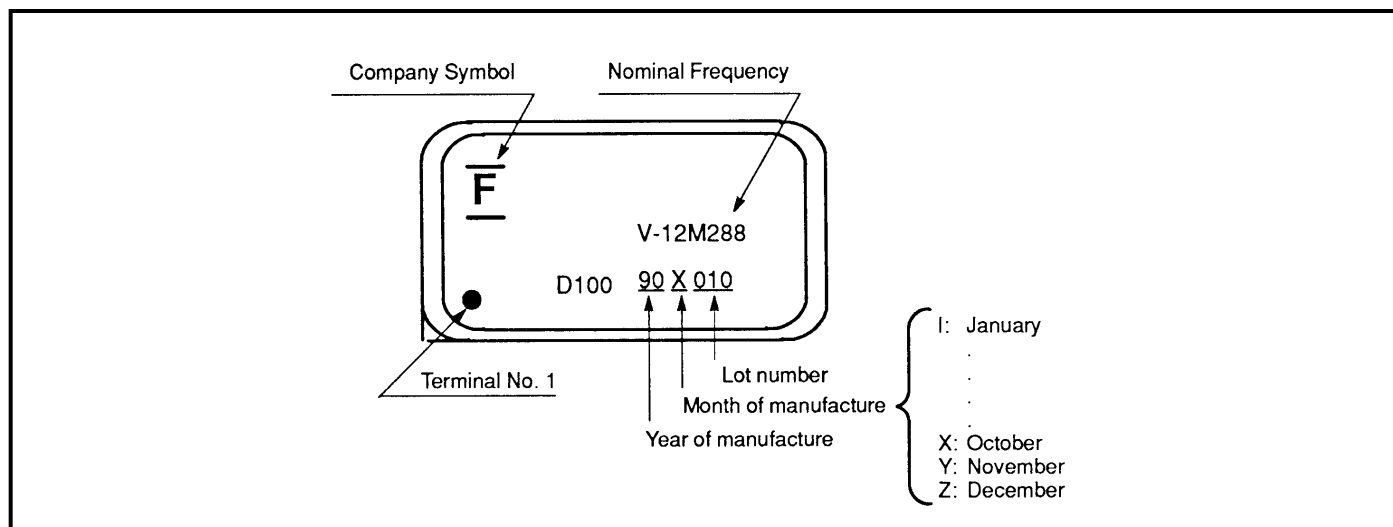 Company Symbol
Nominal Frequency
F
V-12M288
D100 90 X 010
Terminal No. 1
Lot number
Month of manufacture
Year of manufacture
I: January
.
.
.
.
X: October
Y: November
Z: December